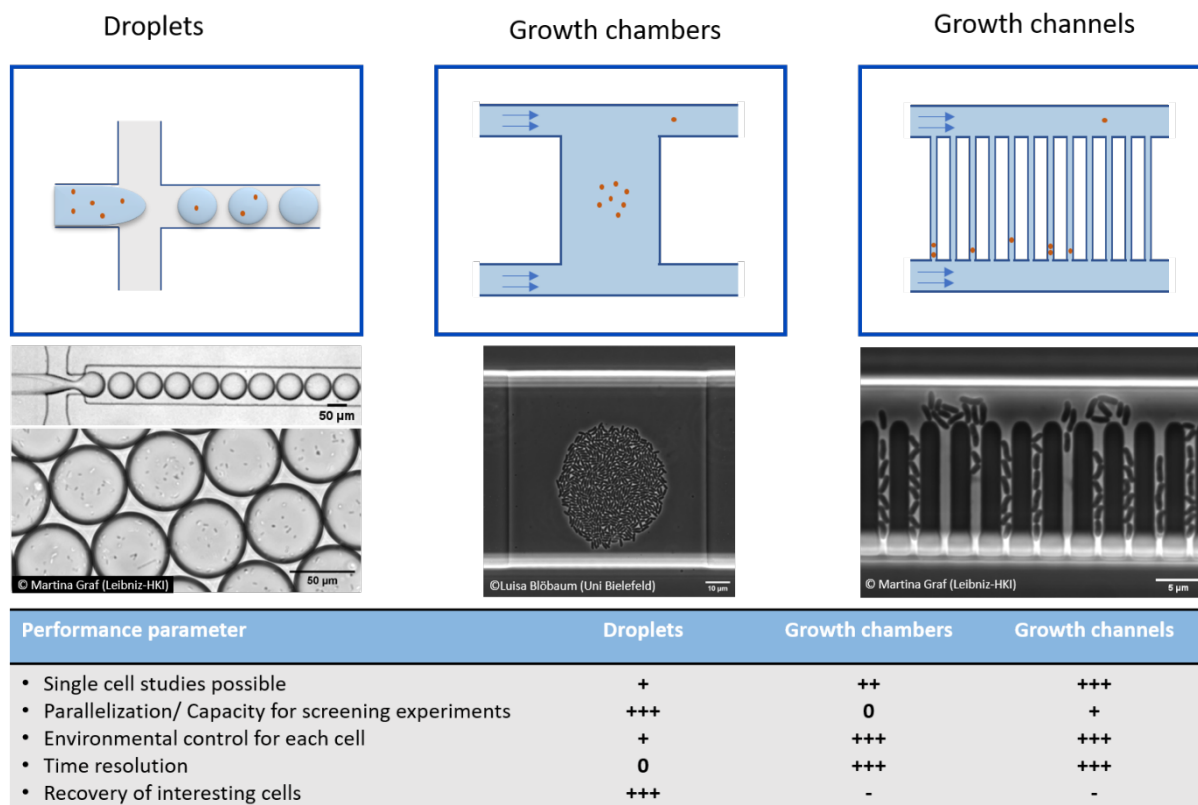 Droplets
Growth chambers
Growth channels
50 µm
© Martina Graf (Leibniz-HKI)
50 µm
©Luisa Blöbaum (Uni Bielefeld)
10 µm
© Martina Graf (Leibniz-HKI)
5 µm
Performance parameter Droplets Growth chambers Growth channels
• Single cell studies possible + ++ +++
• Parallelization/ Capacity for screening experiments +++ 0 +
• Environmental control for each cell + +++ +++
• Time resolution 0 +++ +++
• Recovery of interesting cells +++ - -